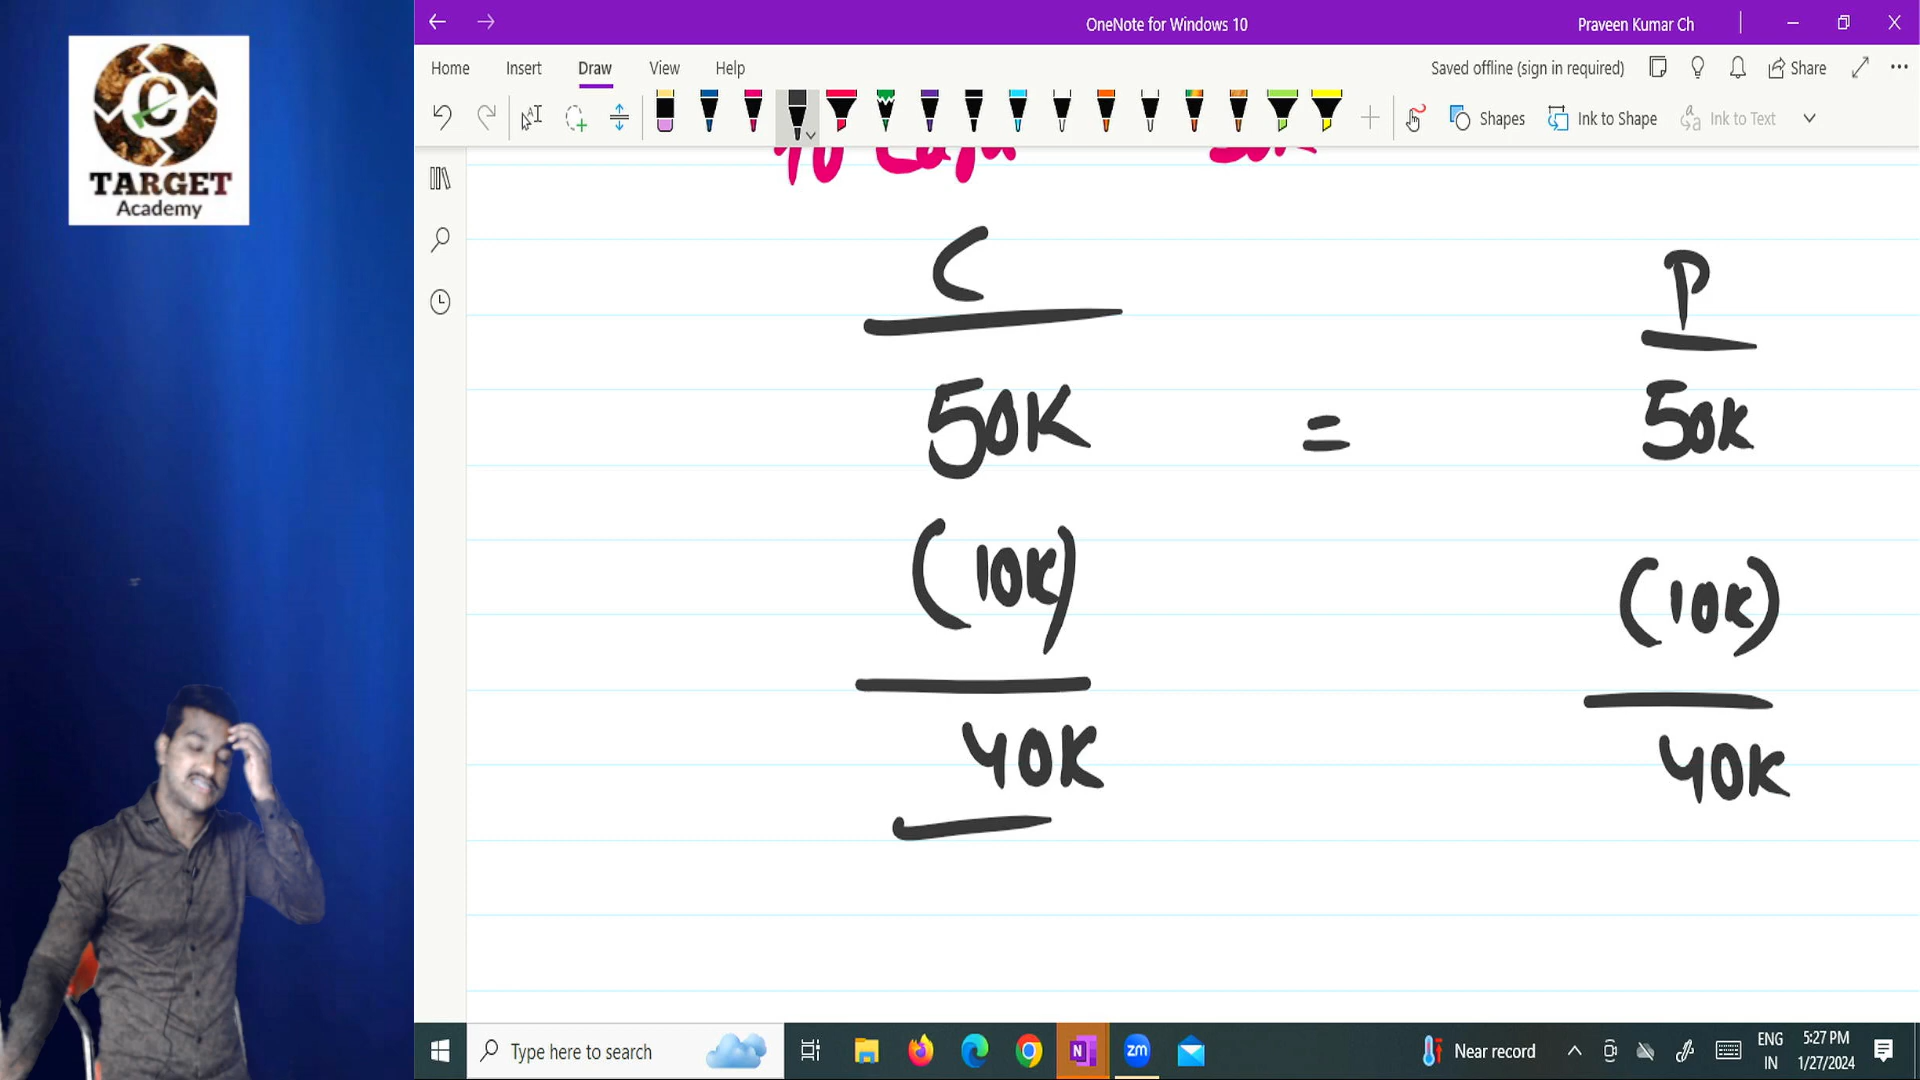 OneNote for Windows 10
Praveen Kumar Ch
TARGET
Academy
Home Insert Draw View Help
Saved offline (sign in required)
Share
Shapes
Ink to Shape
Ink to Text
C P
50K = 50K
(10K) (10K)
40K 40K
Type here to search
N
zm
Near record
ENG
IN
5:27 PM
1/27/2024